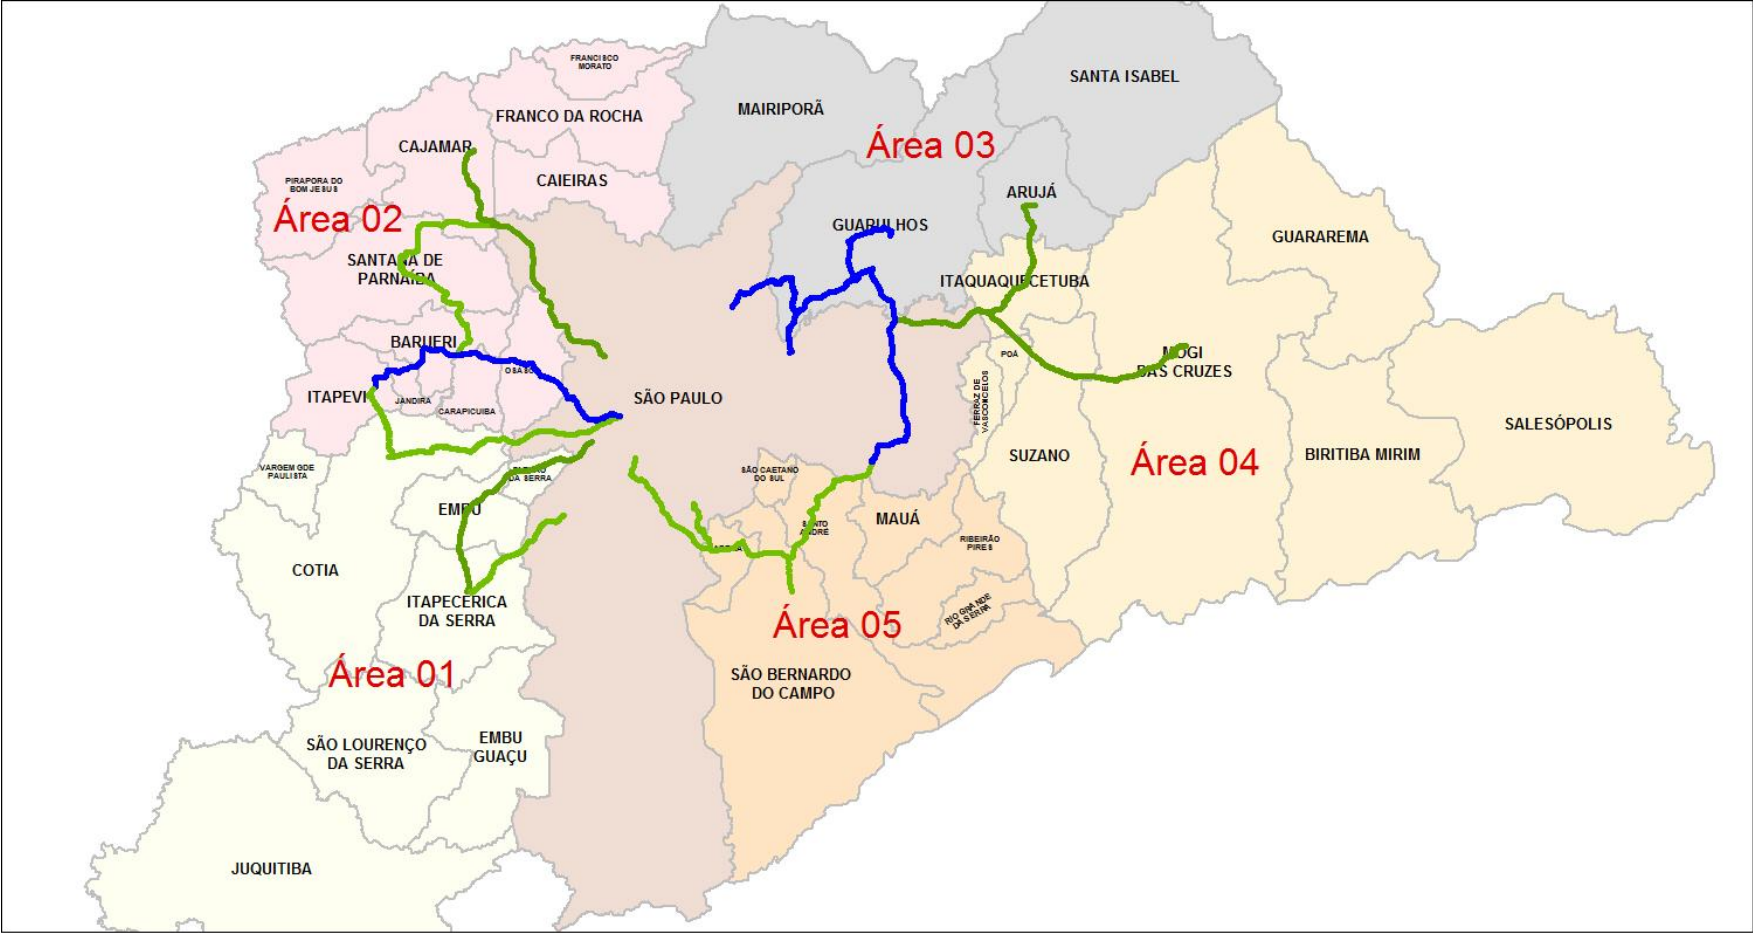 FRANCISCO
MORATO
SANTA ISABEL
MAIRIPORÃ
FRANCO DA ROCHA
CAJAMAR
Área 03
CAIEIRAS
PIRAPORA DO
BOM JESUS
ARUJÁ
Área 02
GUARULHOS
GUARAREMA
SANTANA DE
PARNAÍBA
ITAQUAQUECETUBA
BARUERI
POÁ
MOGI
DAS CRUZES
OSASCO
ITAPEVI
JANDIRA
CARAPICUIBA
SÃO PAULO
FERRAZ DE
VASCONCELOS
SALESÓPOLIS
SUZANO
Área 04
BIRITIBA MIRIM
VARGEM GDE
PAULISTA
DA SERRA
SÃO CAETANO
DO SUL
EMBU
SANTO
ANDRÉ
MAUÁ
RIBEIRÃO
PIRES
COTIA
ITAPECERICA
DA SERRA
RIO GRANDE
DA SERRA
Área 05
Área 01
SÃO BERNARDO
DO CAMPO
SÃO LOURENÇO
DA SERRA
EMBU
GUAÇU
JUQUITIBA